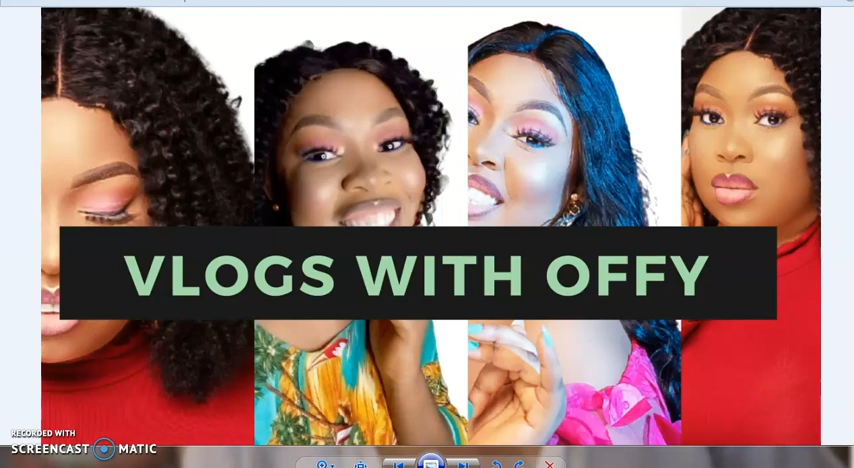 VLOGS WITH OFFY
RECORDED WITH
SCREENCAST MATIC